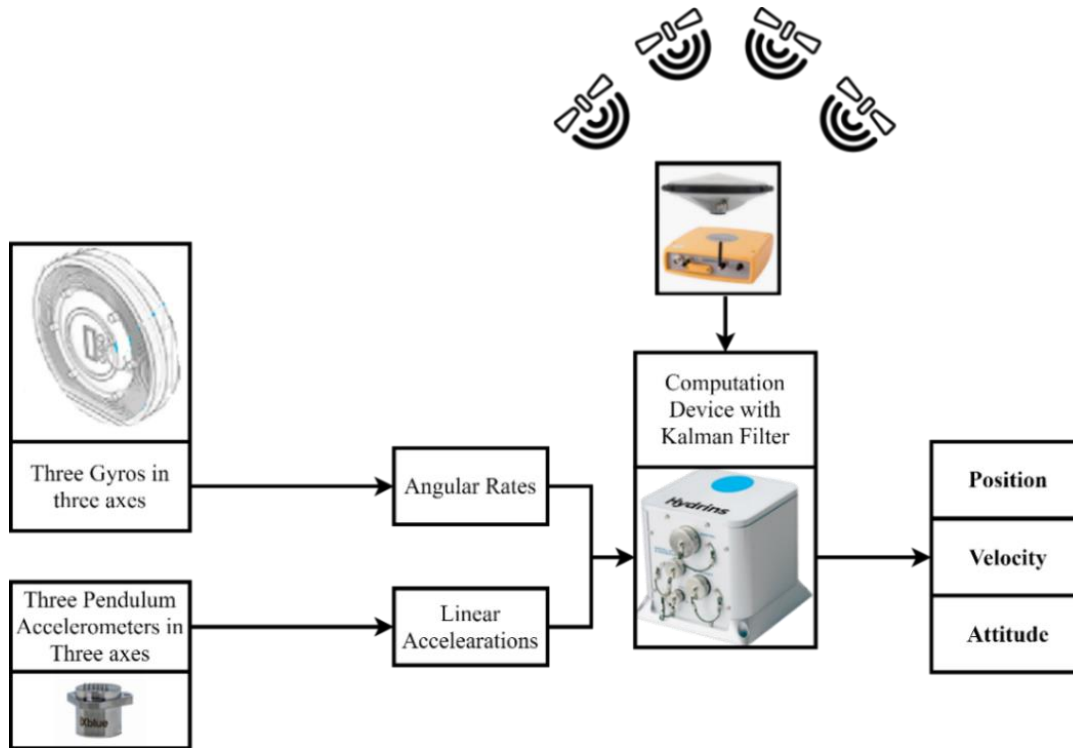 Three Gyros in
three axes
Angular Rates
Three Pendulum
Accelerometers in
Three axes
iXblue
Linear
Accelearations
Computation
Device with
Kalman Filter
Hydrins
Position
Velocity
Attitude